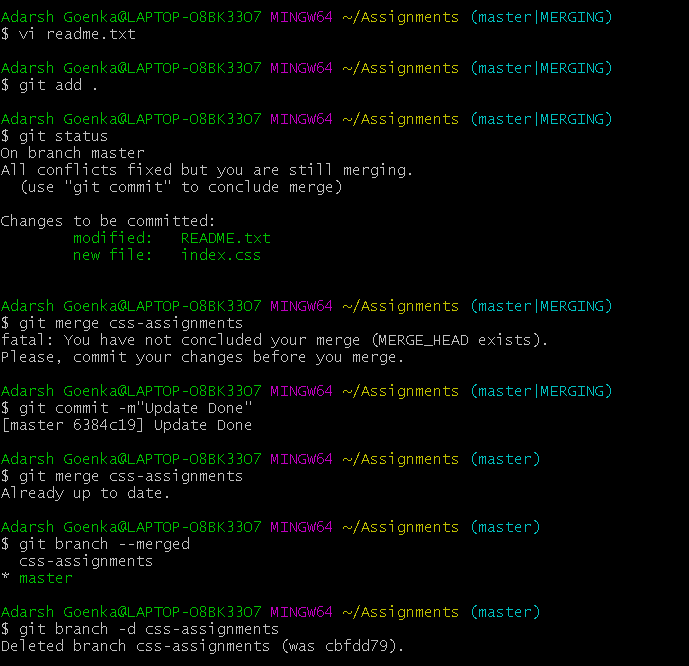 Adarsh Goenka@LAPTOP-O8BK33O7 MINGW64 ~/Assignments (master|MERGING)
$ vi readme.txt
Adarsh Goenka@LAPTOP-O8BK33O7 MINGW64 ~/Assignments (master|MERGING)
$ git add .
Adarsh Goenka@LAPTOP-O8BK33O7 MINGW64 ~/Assignments (master|MERGING)
$ git status
On branch master
All conflicts fixed but you are still merging.
  (use "git commit" to conclude merge)
Changes to be committed:
        modified:   README.txt
        new file:   index.css
Adarsh Goenka@LAPTOP-O8BK33O7 MINGW64 ~/Assignments (master|MERGING)
$ git merge css-assignments
fatal: You have not concluded your merge (MERGE_HEAD exists).
Please, commit your changes before you merge.
Adarsh Goenka@LAPTOP-O8BK33O7 MINGW64 ~/Assignments (master|MERGING)
$ git commit -m"Update Done"
[master 6384c19] Update Done
Adarsh Goenka@LAPTOP-O8BK33O7 MINGW64 ~/Assignments (master)
$ git merge css-assignments
Already up to date.
Adarsh Goenka@LAPTOP-O8BK33O7 MINGW64 ~/Assignments (master)
$ git branch --merged
  css-assignments
* master
Adarsh Goenka@LAPTOP-O8BK33O7 MINGW64 ~/Assignments (master)
$ git branch -d css-assignments
Deleted branch css-assignments (was cbfdd79).